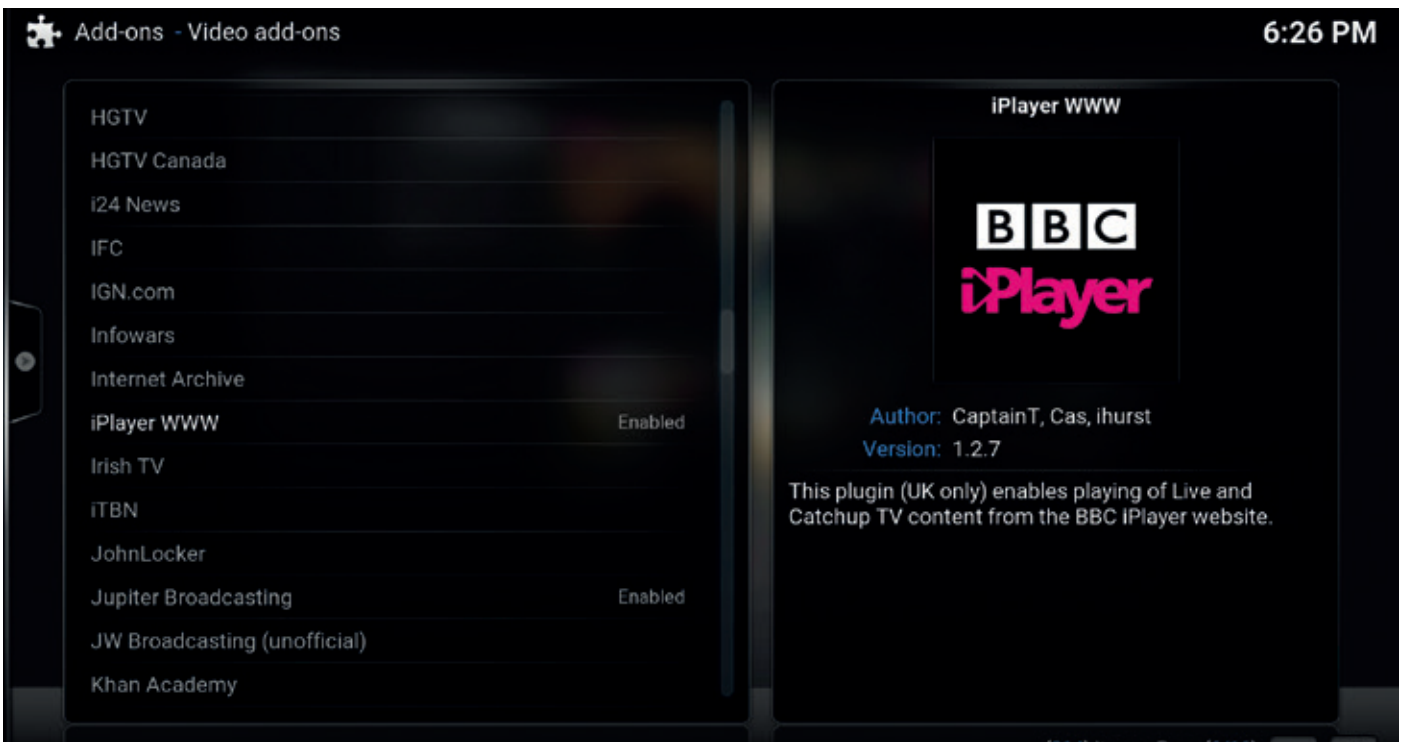 Add-ons - Video add-ons
6:26 PM
HGTV
HGTV Canada
i24 News
IFC
IGN.com
Infowars
Internet Archive
iPlayer WWW Enabled
Irish TV
iTBN
JohnLocker
Jupiter Broadcasting Enabled
JW Broadcasting (unofficial)
Khan Academy
iPlayer WWW
BBC
iPlayer
Author: CaptainT, Cas, ihurst
Version: 1.2.7
This plugin (UK only) enables playing of Live and
Catchup TV content from the BBC iPlayer website.